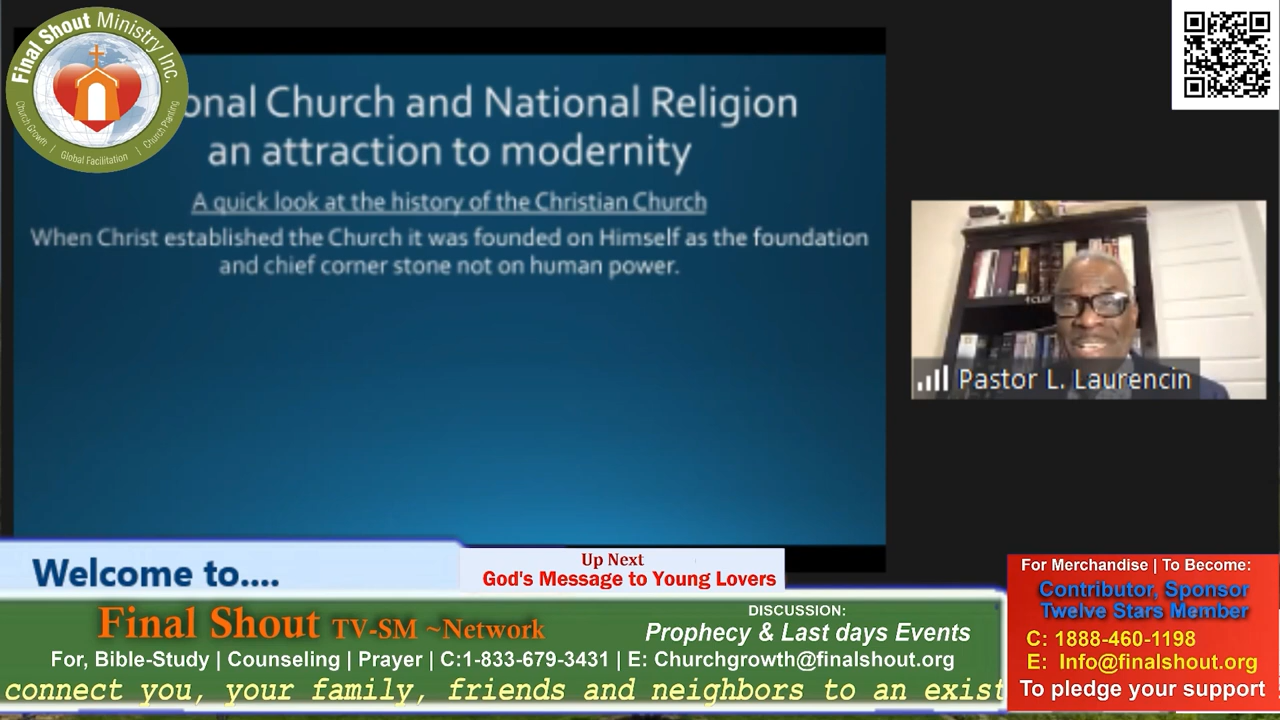 Final Shout Ministry Inc.
Church Growth | Global Facilitation | Church Planting
onal Church and National Religion
an attraction to modernity
A quick look at the history of the Christian Church
When Christ established the Church it was founded on Himself as the foundation
and chief corner stone not on human power.
Pastor L. Laurencin
Welcome to....
Up Next
God's Message to Young Lovers
Final Shout TV-SM ~Network
DISCUSSION:
Prophecy & Last days Events
For, Bible-Study | Counseling | Prayer | C:1-833-679-3431 | E: Churchgrowth@finalshout.org
connect you, your family, friends and neighbors to an exist
For Merchandise | To Become:
Contributor, Sponsor
Twelve Stars Member
C: 1888-460-1198
E: Info@finalshout.org
To pledge your support